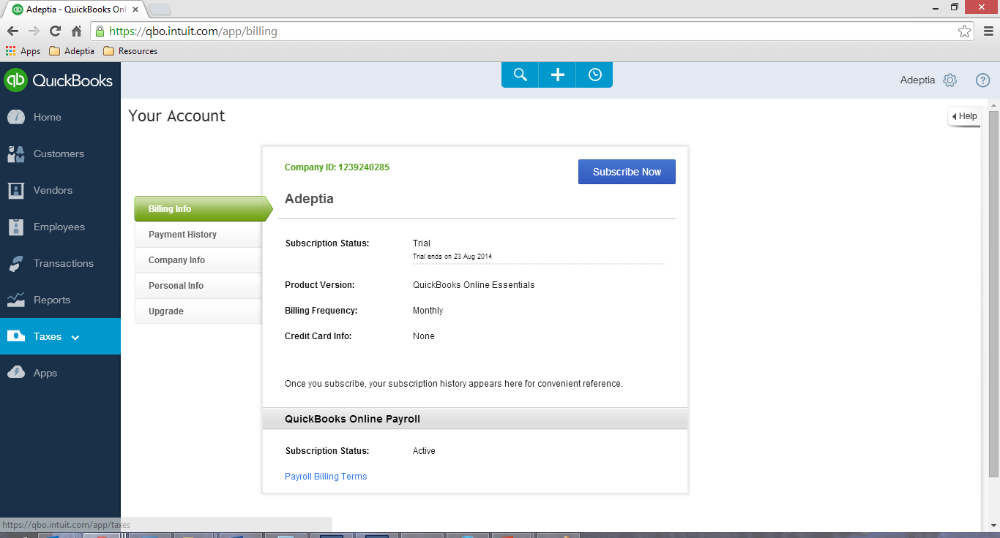 Adeptia - QuickBooks Onl
https://qbo.intuit.com/app/billing
Apps Adeptia Resources
qb QuickBooks
Adeptia
?
Home
Customers
Vendors
Employees
Transactions
Reports
Taxes
Apps
Your Account
Help
Billing Info
Payment History
Company Info
Personal Info
Upgrade
Company ID: 1239240285
Subscribe Now
Adeptia
Subscription Status: Trial
Trial ends on 23 Aug 2014
Product Version: QuickBooks Online Essentials
Billing Frequency: Monthly
Credit Card Info: None
Once you subscribe, your subscription history appears here for convenient reference.
QuickBooks Online Payroll
Subscription Status: Active
Payroll Billing Terms
https://qbo.intuit.com/app/taxes